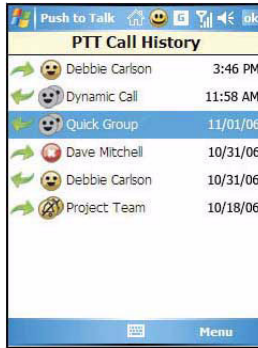 Push to Talk G ok
PTT Call History
Debbie Carlson 3:46 PM
Dynamic Call 11:58 AM
Quick Group 11/01/06
Dave Mitchell 10/31/06
Debbie Carlson 10/31/06
Project Team 10/18/06
Menu